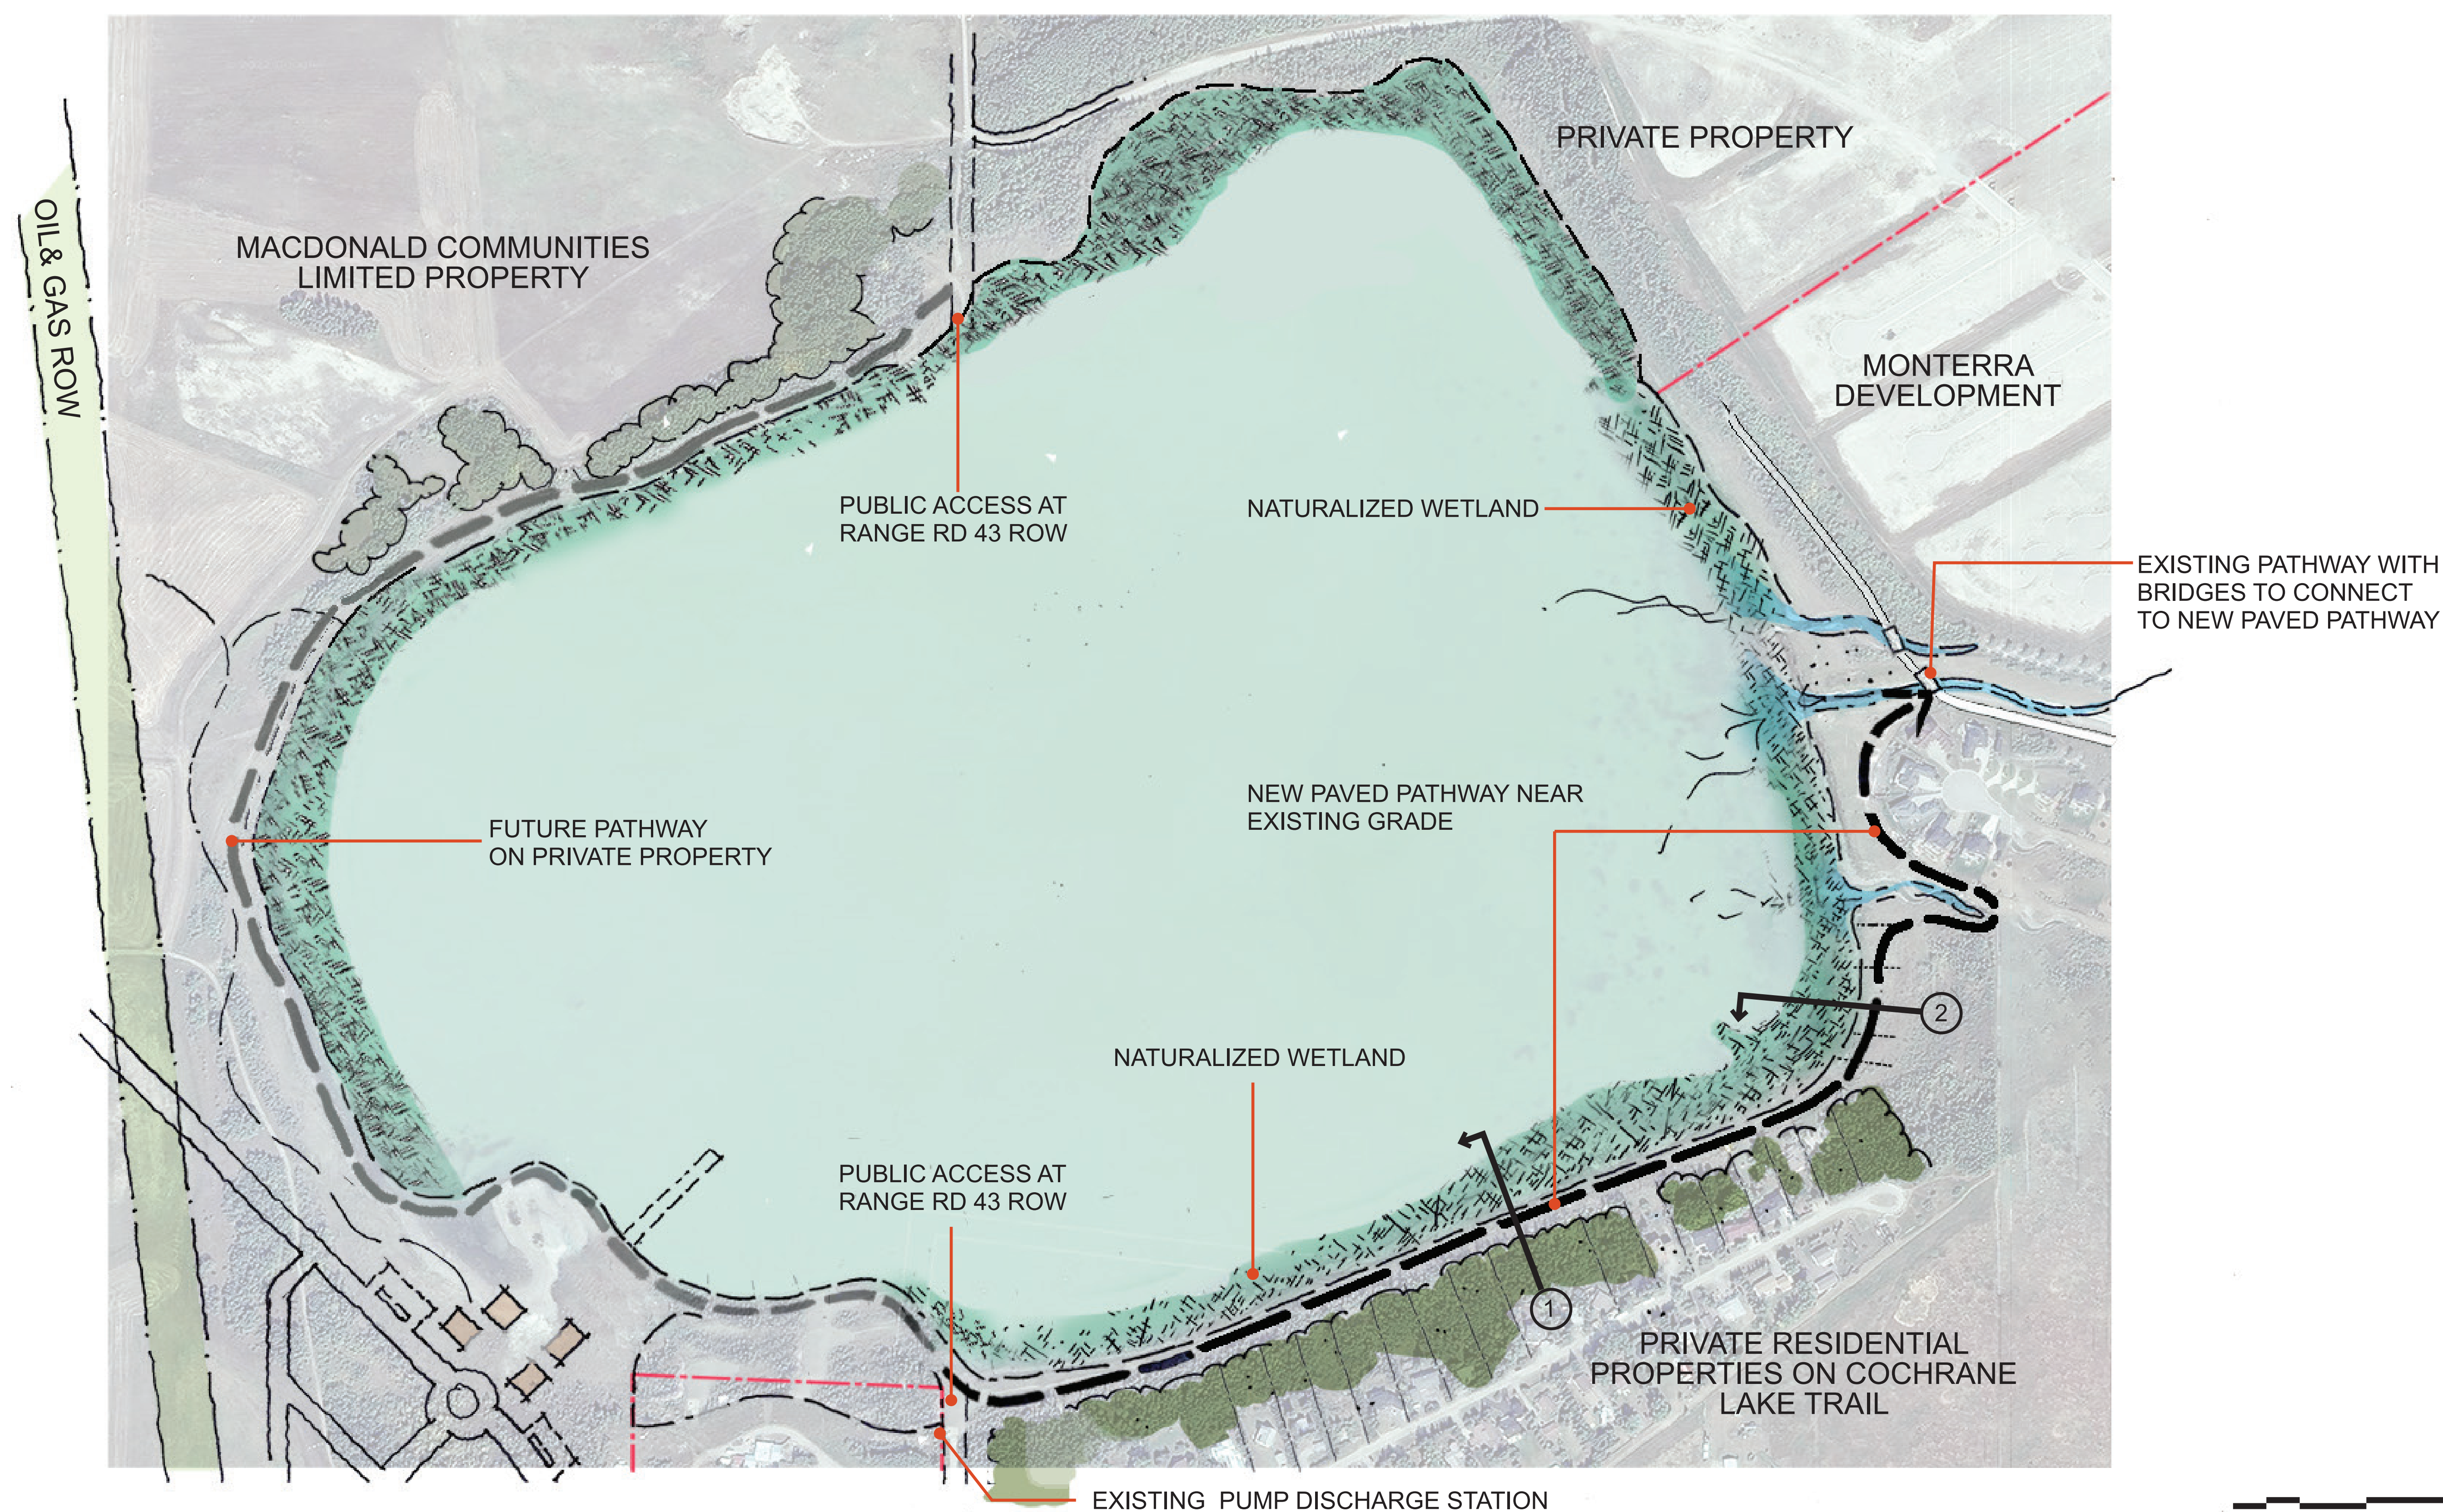 PRIVATE PROPERTY
OIL & GAS ROW
MACDONALD COMMUNITIES
LIMITED PROPERTY
MONTERRA
DEVELOPMENT
PUBLIC ACCESS AT
RANGE RD 43 ROW
NATURALIZED WETLAND
EXISTING PATHWAY WITH
BRIDGES TO CONNECT
TO NEW PAVED PATHWAY
NEW PAVED PATHWAY NEAR
EXISTING GRADE
FUTURE PATHWAY
ON PRIVATE PROPERTY
2
NATURALIZED WETLAND
PUBLIC ACCESS AT
RANGE RD 43 ROW
1
PRIVATE RESIDENTIAL
PROPERTIES ON COCHRANE
LAKE TRAIL
EXISTING PUMP DISCHARGE STATION